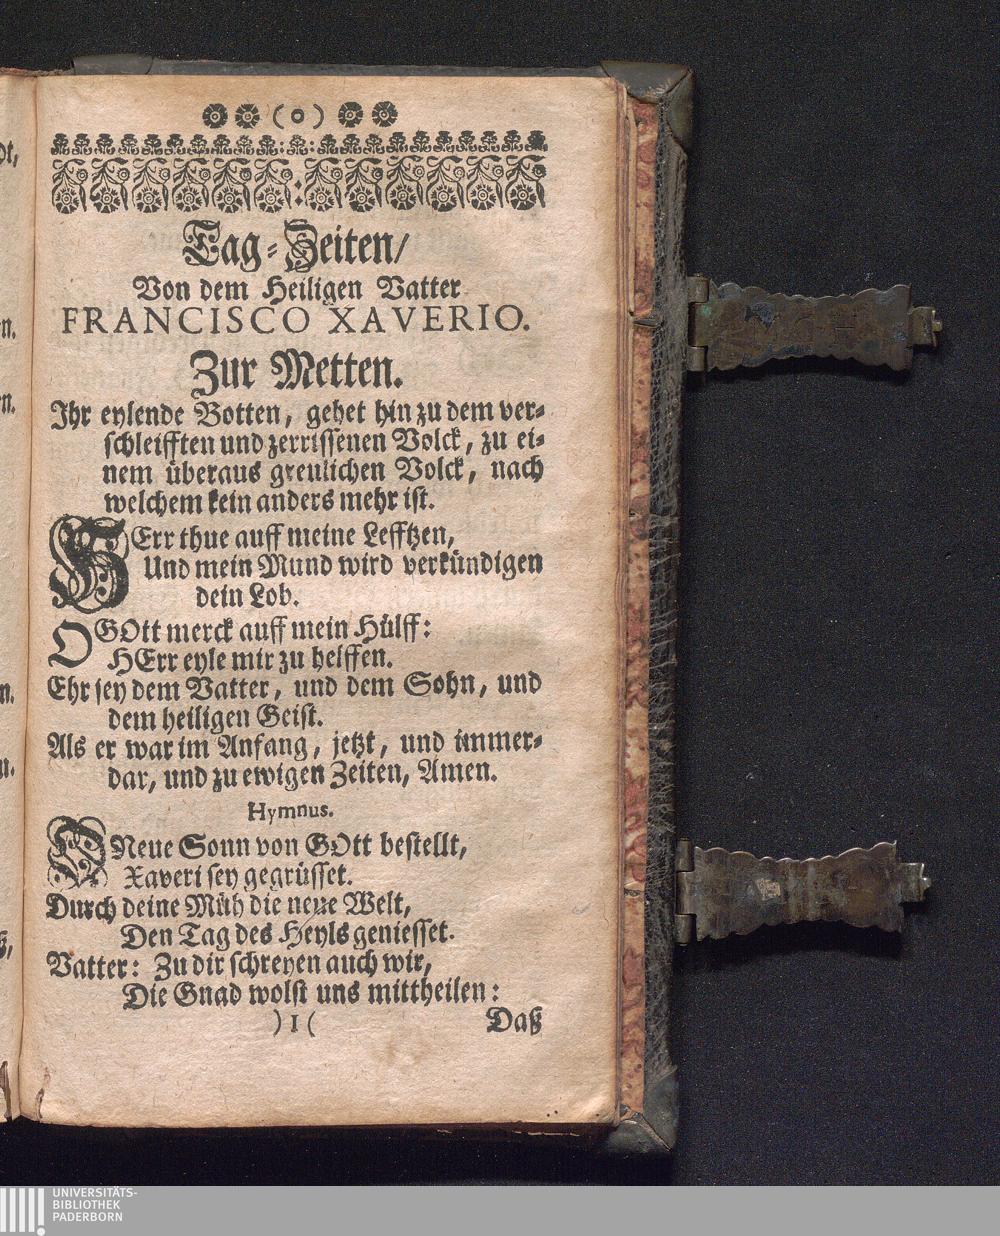 ( o )
Tag-Zeiten/
Von dem Heiligen Vatter
FRANCISCO XAVERIO.
Zur Metten.
Ihr eylende Botten, gehet hin zu dem ver-
schleifften und zerrissenen Volck, zu ei-
nem überaus greulichen Volck, nach
welchem kein anders mehr ist.
HErr thue auff meine Lefftzen,
Und mein Mund wird verkündigen
dein Lob.
O GOtt merck auff mein Hülff:
HErr eyle mir zu helffen.
Ehr sey dem Vatter, und dem Sohn, und
dem heiligen Geist.
Als er war im Anfang, jetzt, und immer-
dar, und zu ewigen Zeiten, Amen.
Hymnus.
O Neue Sonn von GOtt bestellt,
Xaveri sey gegrüsset.
Durch deine Müh die neue Welt,
Den Tag des Heyls geniesset.
Vatter: Zu dir schreyen auch wir,
Die Gnad wolst uns mittheilen:
) 1 ( Daß
UNIVERSITÄTS-
BIBLIOTHEK
PADERBORN